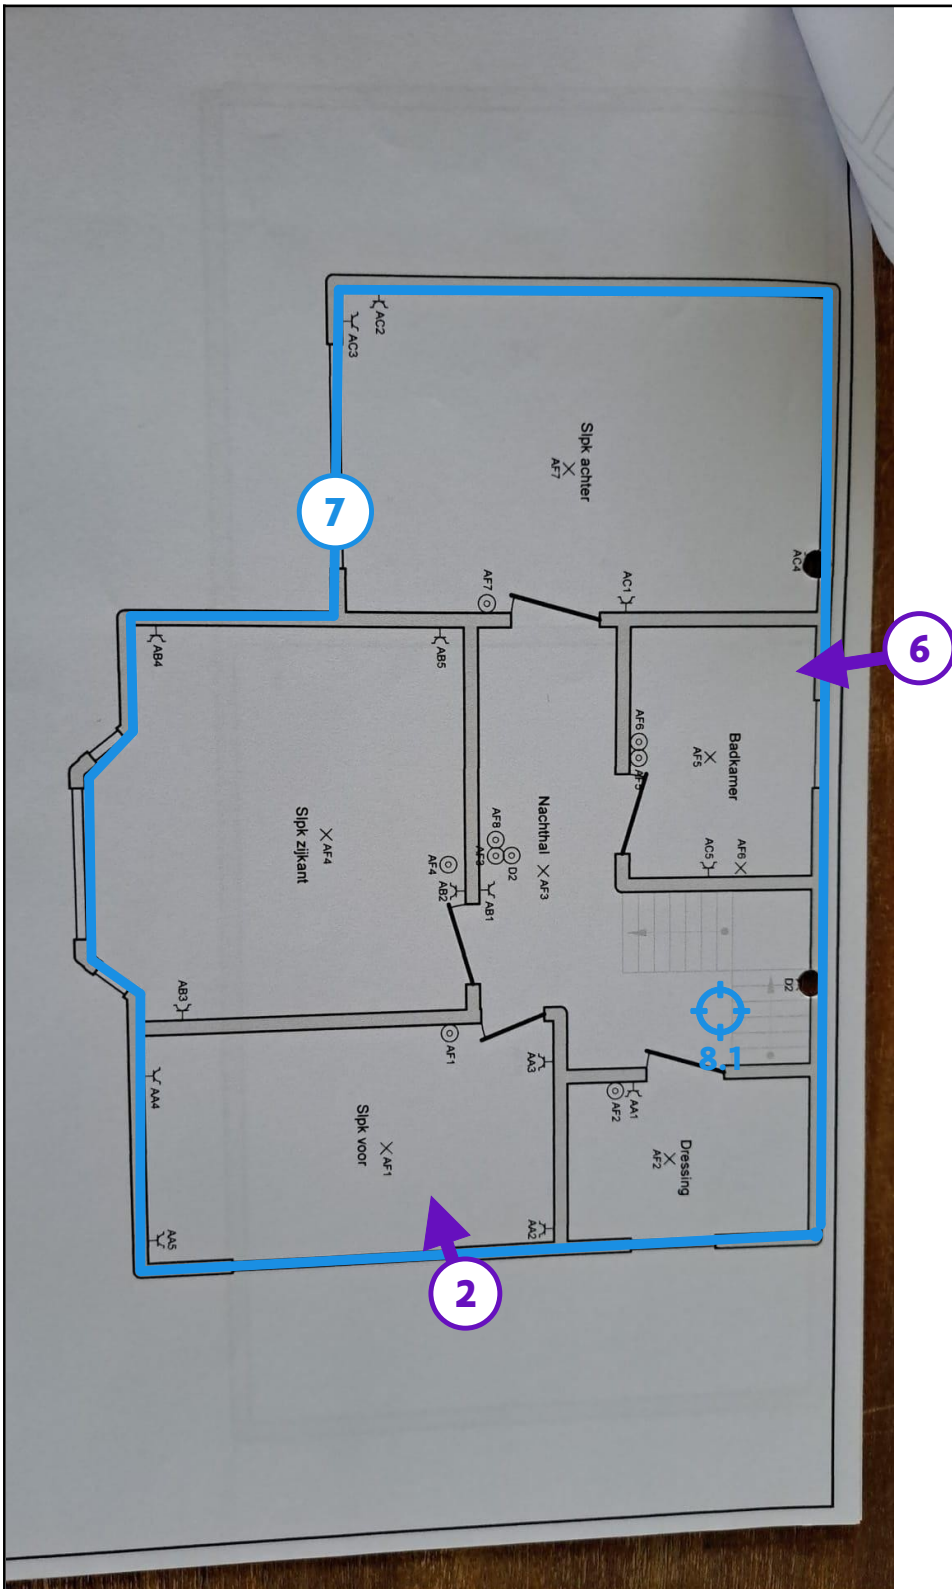 AC2
AC3
Slpk achter
AF7
7
AC4
AF7
AC1
6
AB4
AB5
AF6
AF5
Badkamer
AF5
Nachthal
AF3
AF8
AF3
D2
AF6
AC5
Slpk zijkant
AF4
AF4
AB2
AB1
D2
AB3
8.1
AF1
AA3
AA4
AA1
AF2
Slpk voor
AF1
Dressing
AF2
AA5
AA2
2